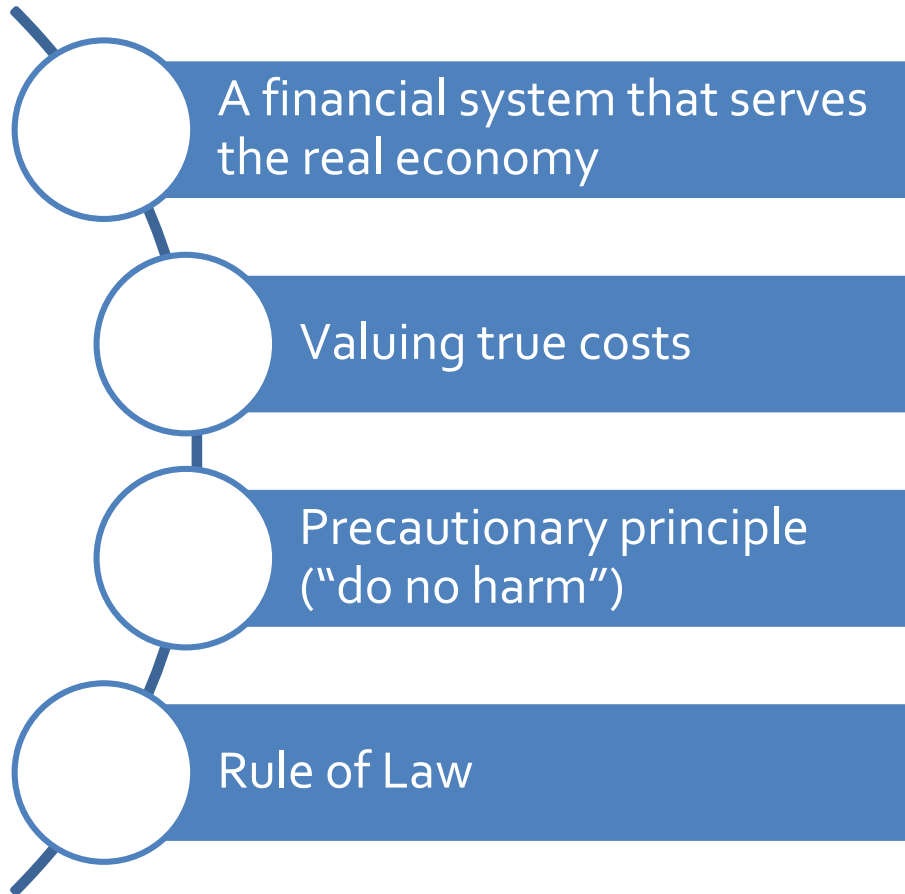 A financial system that serves
the real economy
Valuing true costs
Precautionary principle
(“do no harm”)
Rule of Law